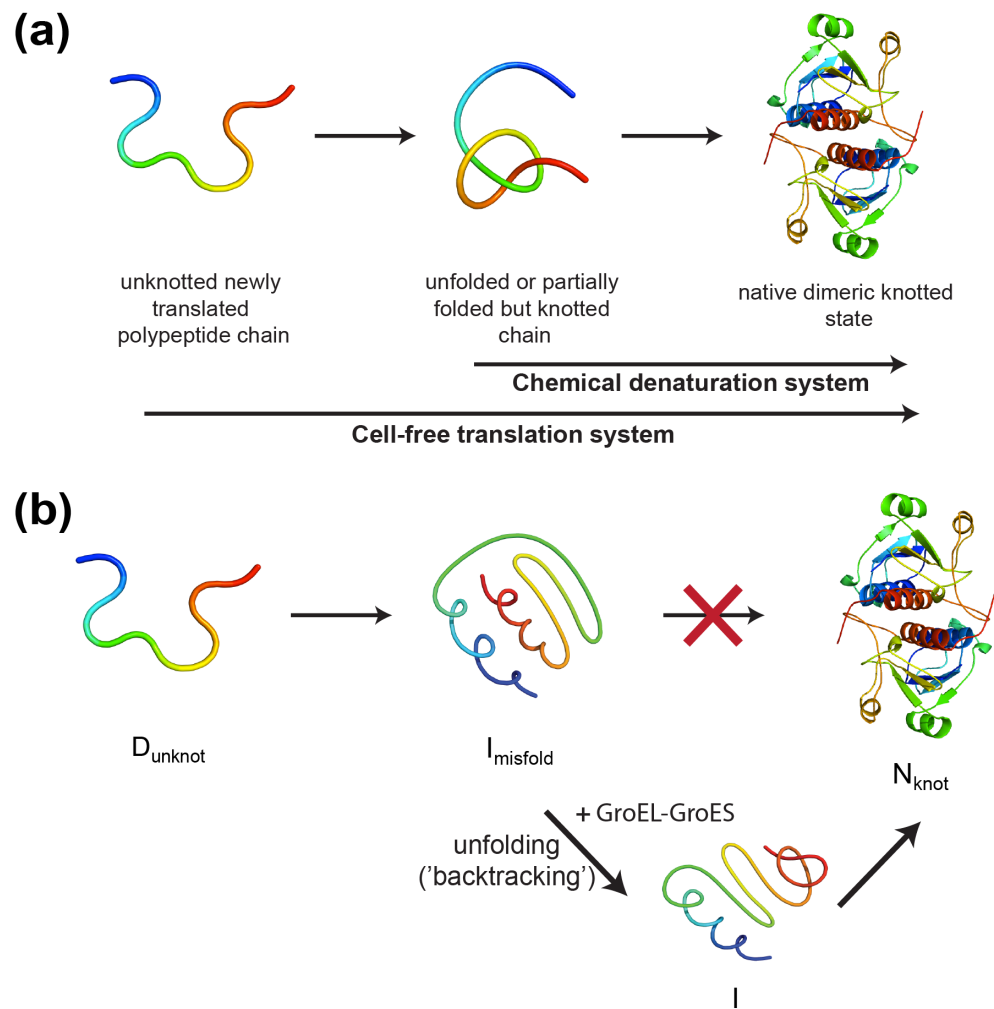 (a)
unknotted newly
translated
polypeptide chain
unfolded or partially
folded but knotted
chain
native dimeric knotted
state
Chemical denaturation system
Cell-free translation system
(b)
Dunknot
Imisfold
Nknot
+ GroEL-GroES
unfolding
('backtracking')
I